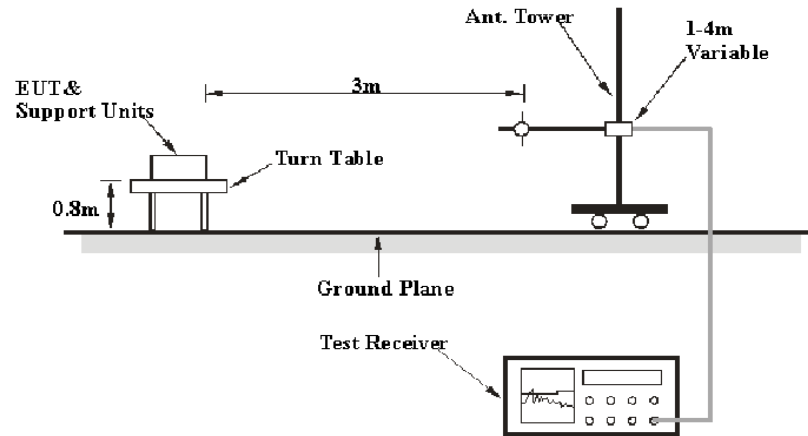 Ant. Tower
1-4m
Variable
EUT&
Support Units
3m
Turn Table
0.8m
Ground Plane
Test Receiver